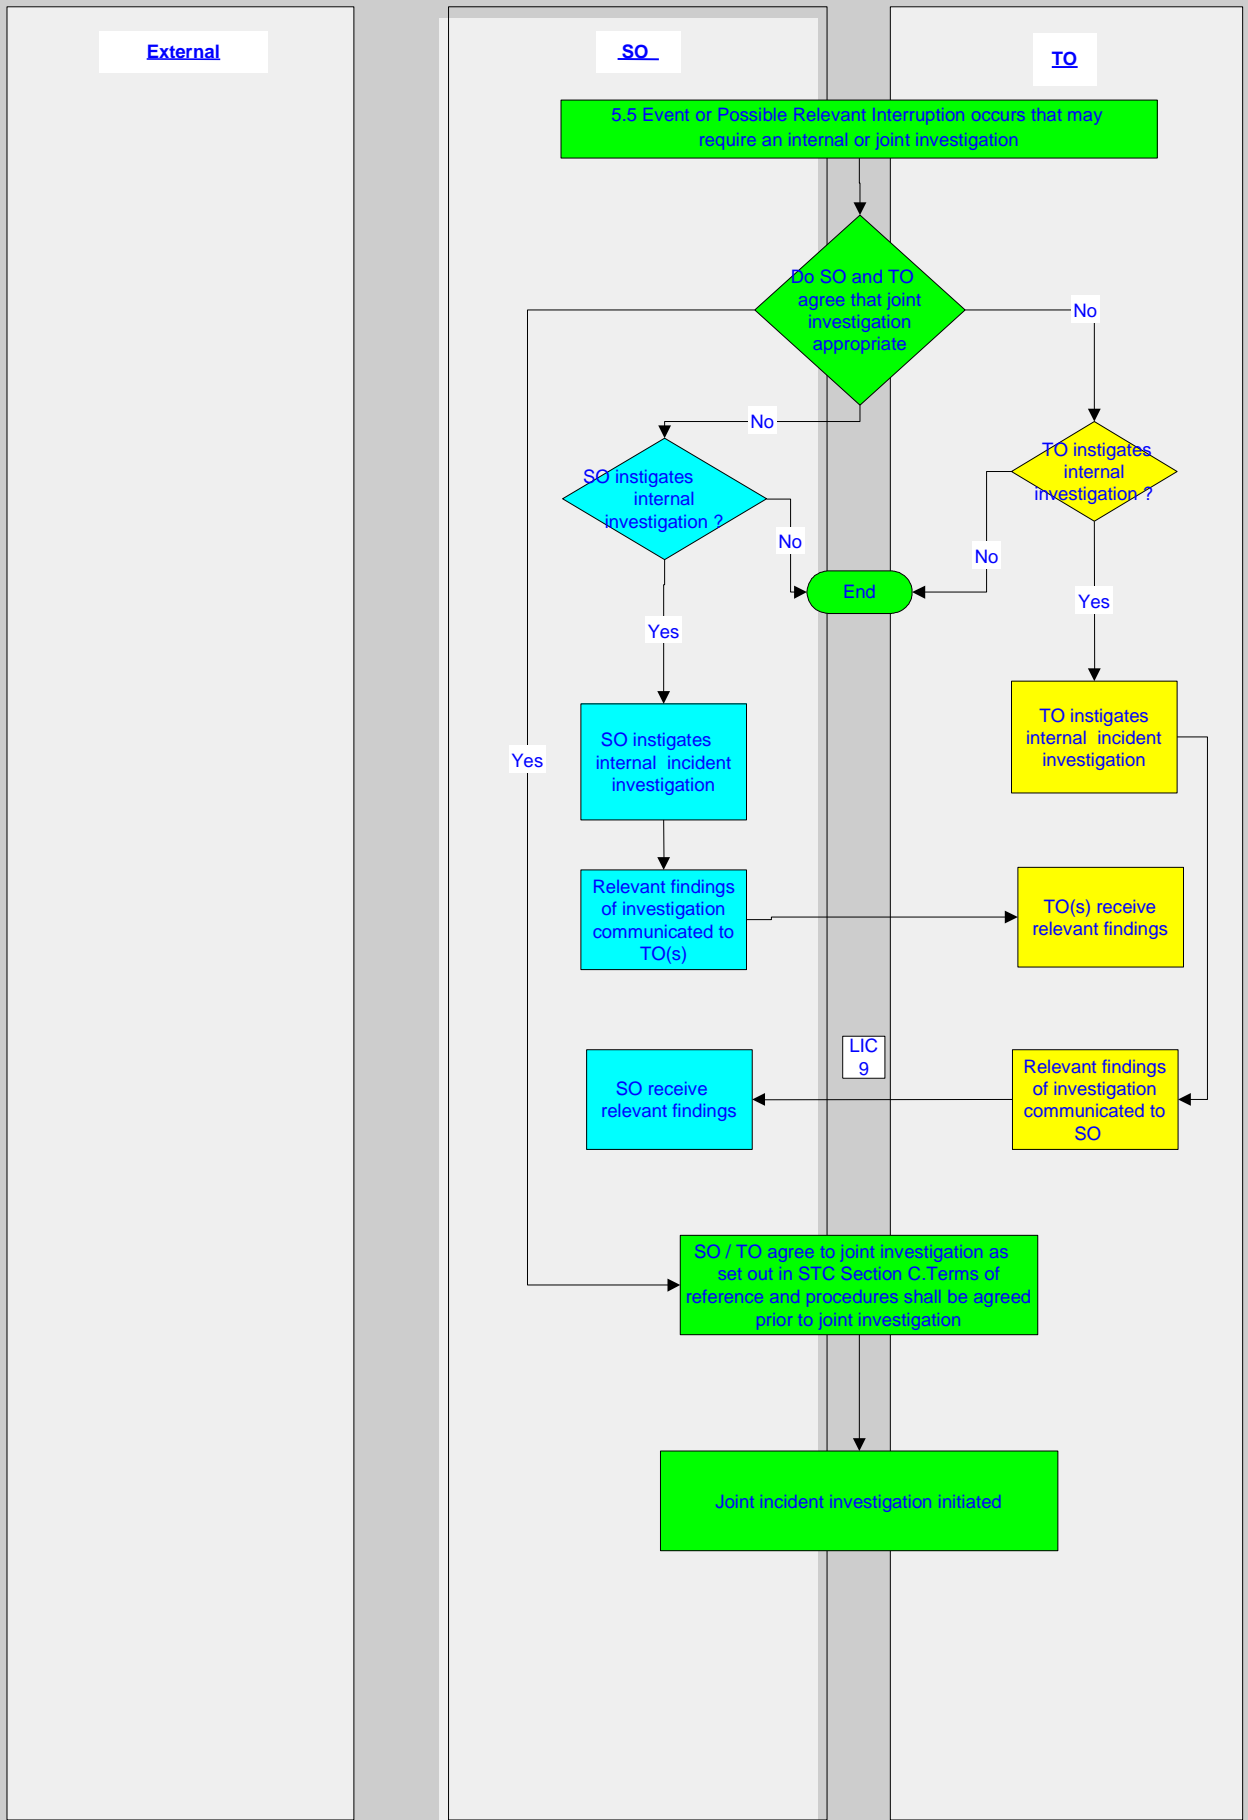 External
SO
TO
5.5 Event or Possible Relevant Interruption occurs that may
require an internal or joint investigation
Do SO and TO
agree that joint
investigation
appropriate
No
No
SO instigates
internal
investigation ?
TO instigates
internal
investigation ?
No
No
End
Yes
Yes
SO instigates
internal incident
investigation
TO instigates
internal incident
investigation
Yes
Relevant findings
of investigation
communicated to
TO(s)
TO(s) receive
relevant findings
LIC
9
SO receive
relevant findings
Relevant findings
of investigation
communicated to
SO
SO / TO agree to joint investigation as
set out in STC Section C.Terms of
reference and procedures shall be agreed
prior to joint investigation
Joint incident investigation initiated